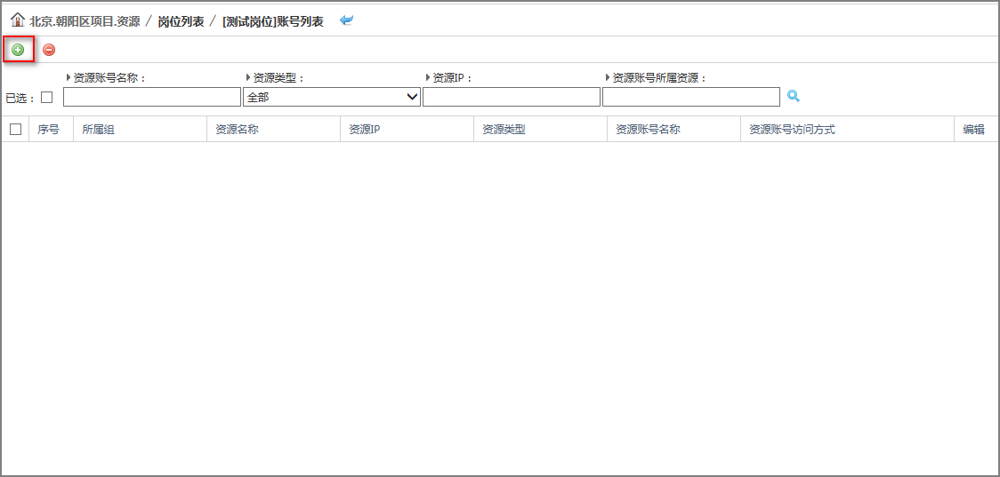 北京.朝阳区项目.资源 / 岗位列表 / [测试岗位]账号列表
资源账号名称： 资源类型： 资源IP： 资源账号所属资源：
已选： 全部
序号 所属组 资源名称 资源IP 资源类型 资源账号名称 资源账号访问方式 编辑